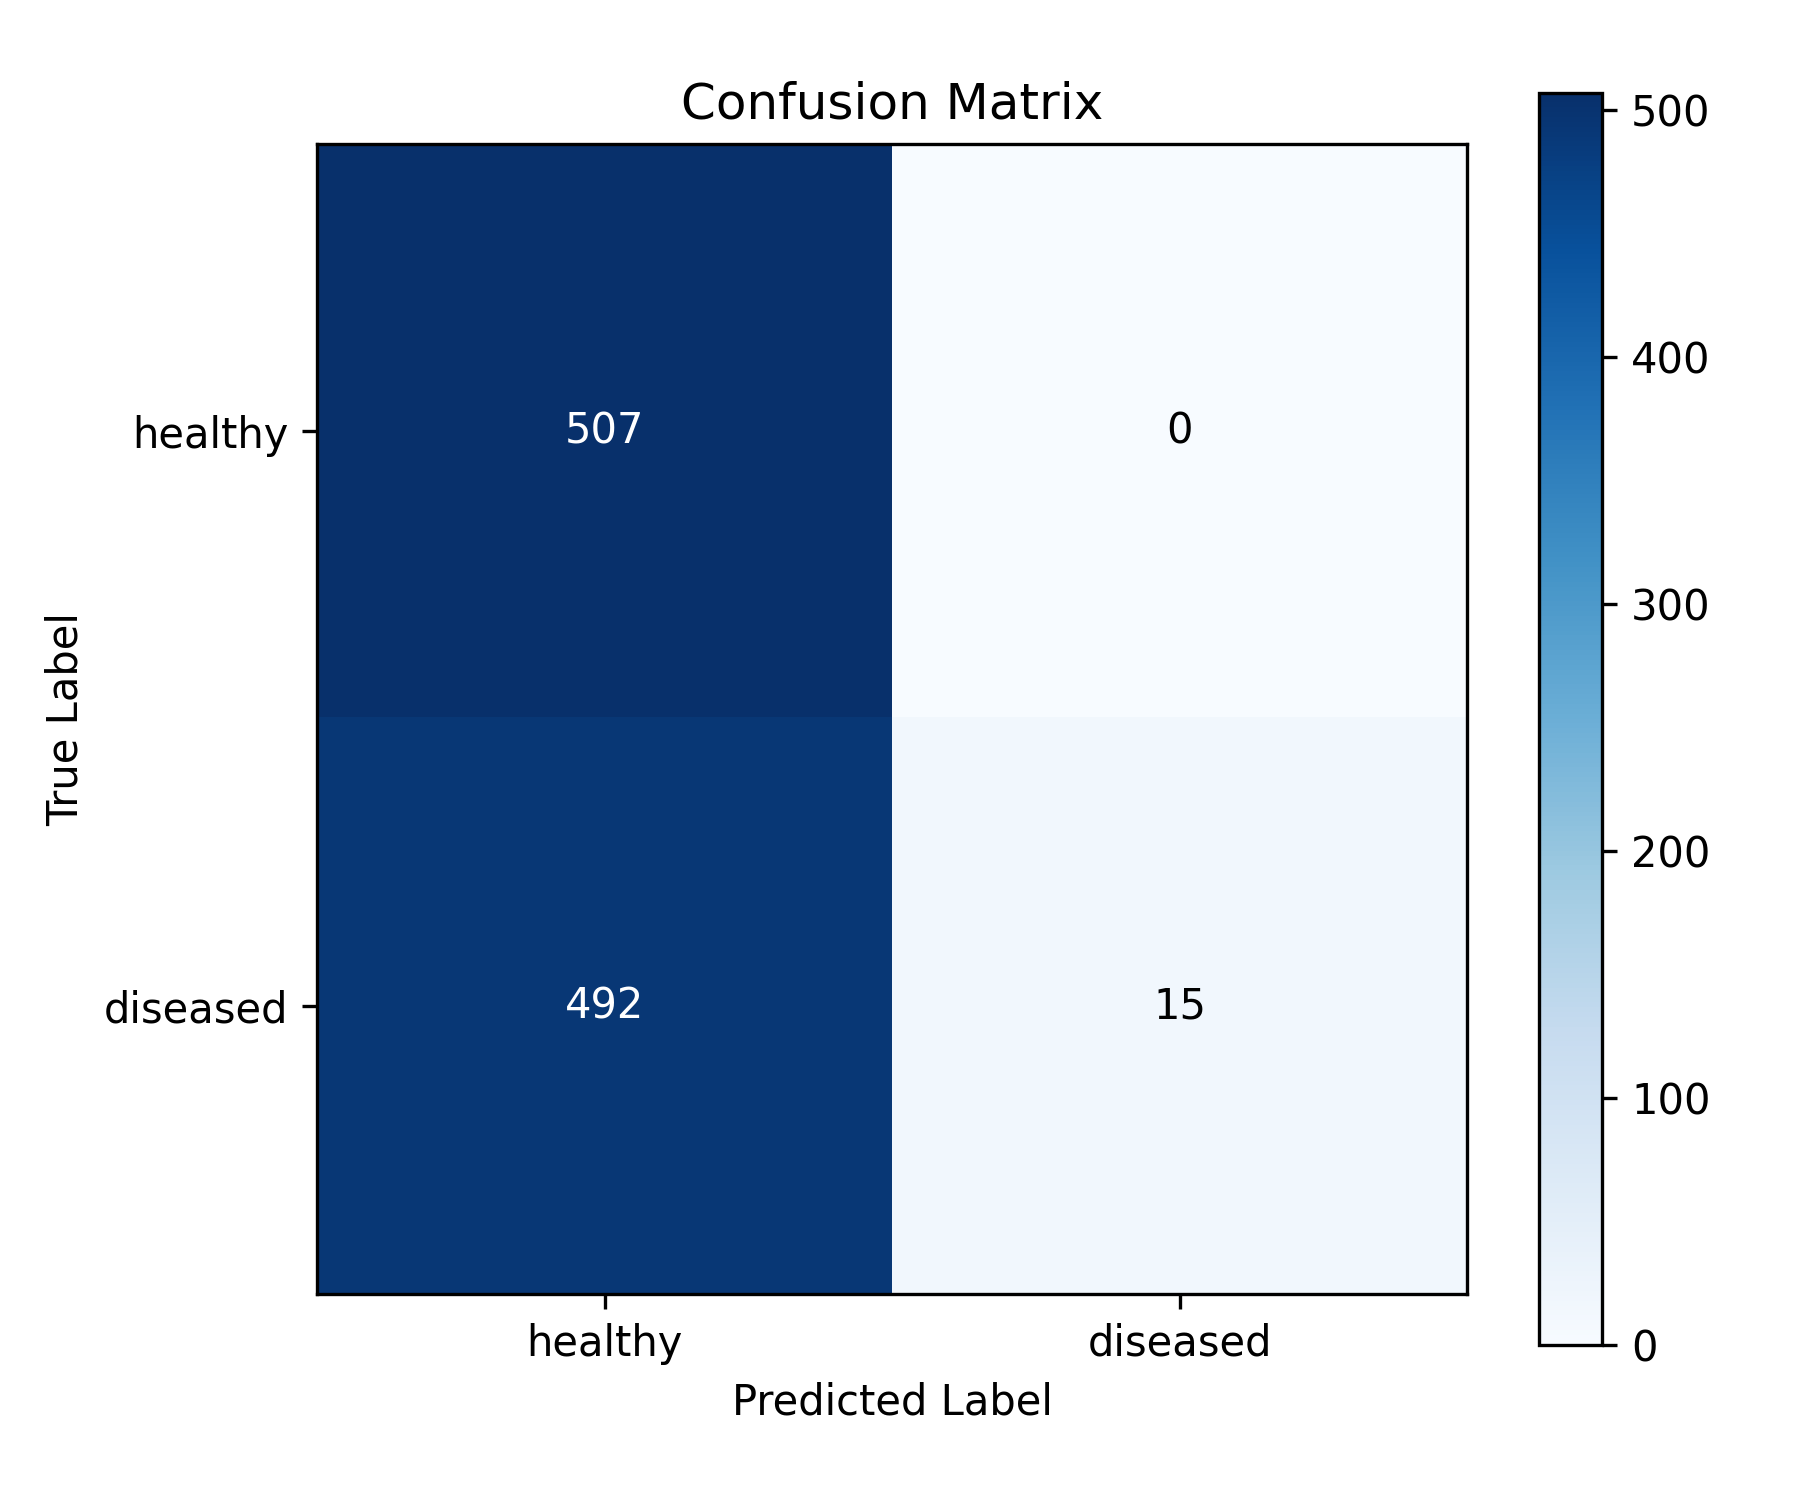 Confusion Matrix
500
400
300
200
100
0
True Label
healthy
507
0
diseased
492
15
healthy
diseased
Predicted Label